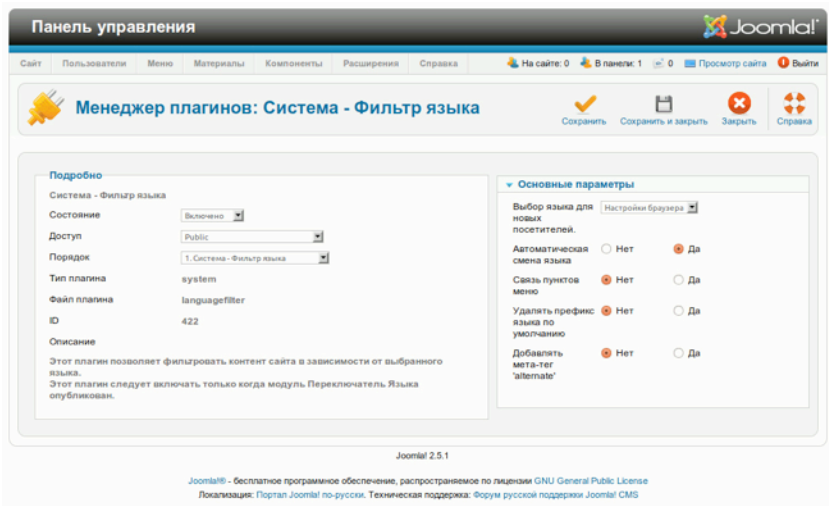 Панель управления
Joomla!
Сайт Пользователи Меню Материалы Компоненты Расширения Справка На сайте: 0 В панели: 1 0 Просмотр сайта Выйти
Менеджер плагинов: Система - Фильтр языка
Сохранить Сохранить и закрыть Закрыть Справка
Подробно
Система - Фильтр языка
Состояние Включено
Доступ Public
Порядок 1. Система - Фильтр языка
Тип плагина system
Файл плагина languagefilter
ID 422
Описание
Этот плагин позволяет фильтровать контент сайта в зависимости от выбранного
языка.
Этот плагин следует включать только когда модуль Переключатель Языка
опубликован.
Основные параметры
Выбор языка для Настройки браузера
новых
посетителей.
Автоматическая Нет Да
смена языка
Связь пунктов Нет Да
меню
Удалять префикс Нет Да
языка по
умолчанию
Добавлять Нет Да
мета-тег
'alternate'
Joomla! 2.5.1
Joomla!® - бесплатное программное обеспечение, распространяемое по лицензии GNU General Public License
Локализация: Портал Joomla! по-русски. Техническая поддержка: Форум русской поддержки Joomla! CMS